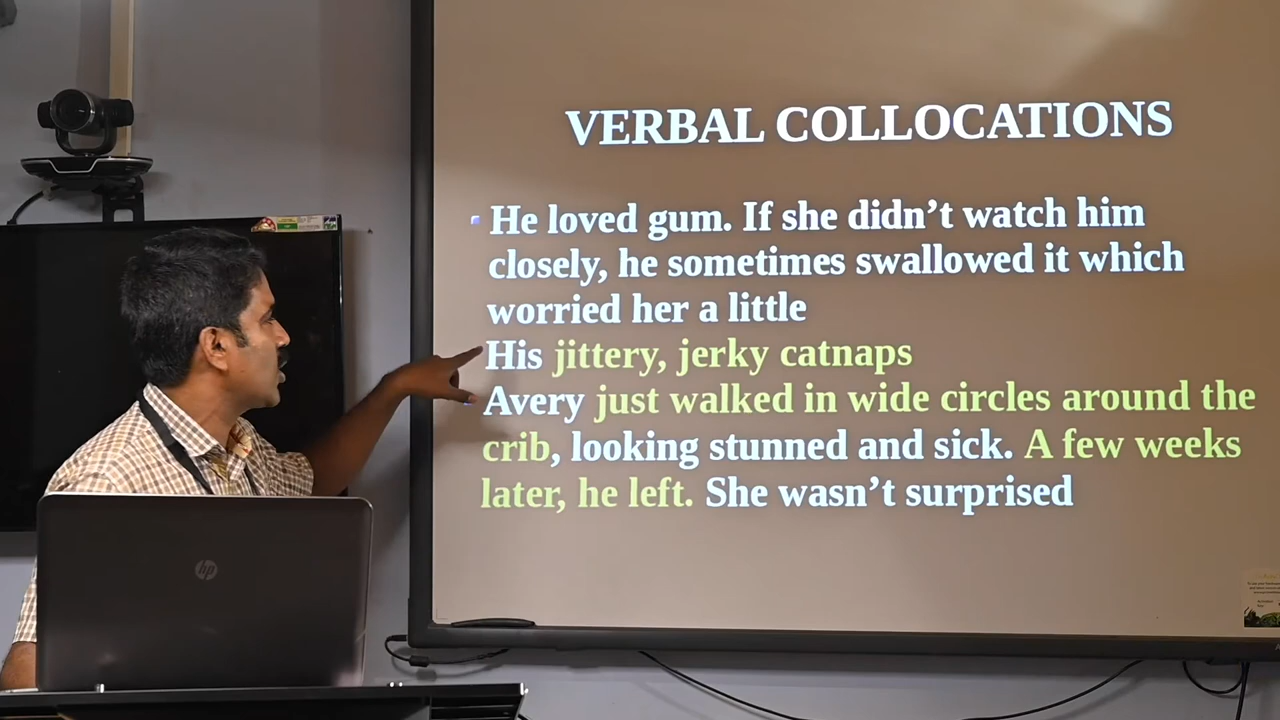 VERBAL COLLOCATIONS
He loved gum. If she didn’t watch him
closely, he sometimes swallowed it which
worried her a little
His jittery, jerky catnaps
Avery just walked in wide circles around the
crib, looking stunned and sick. A few weeks
later, he left. She wasn’t surprised
hp